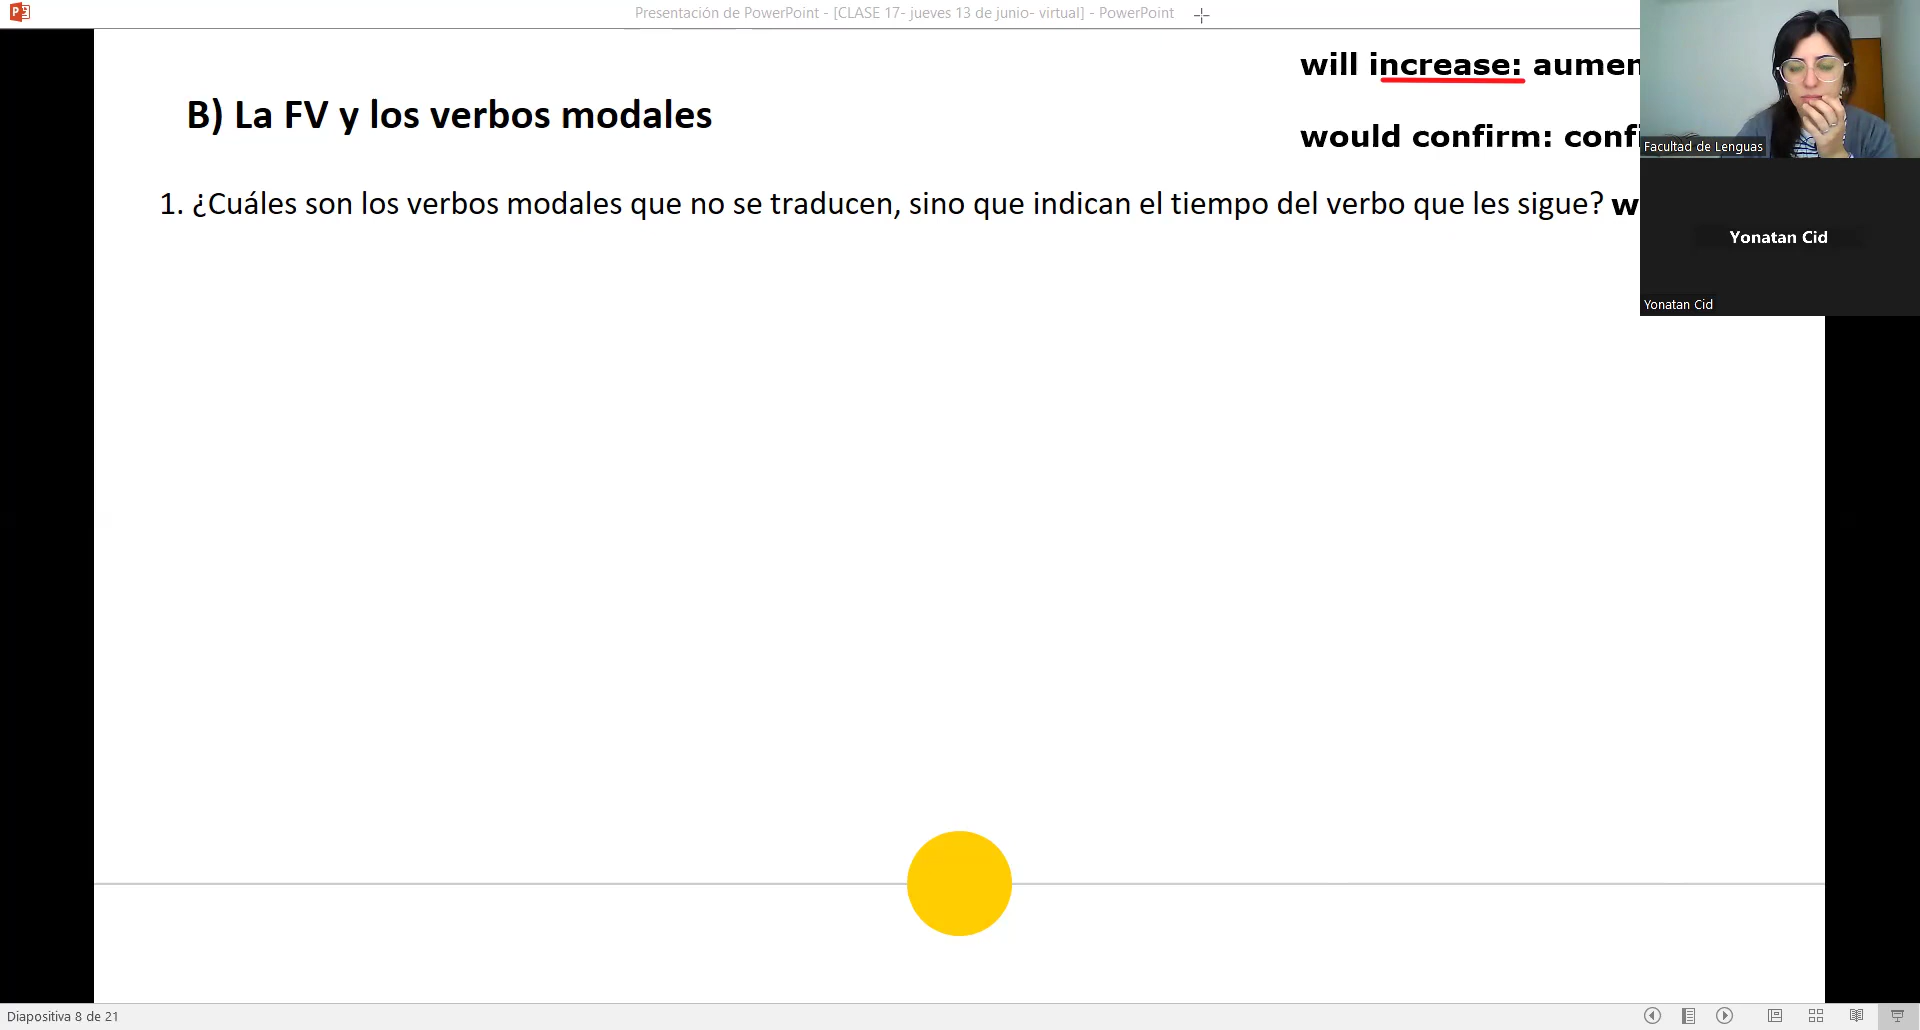 Presentación de PowerPoint - [CLASE 17- jueves 13 de junio- virtual] - PowerPoint
will increase:
B) La FV y los verbos modales
would confirm:
Facultad de Lenguas
1. ¿Cuáles son los verbos modales que no se traducen, sino que indican el tiempo del verbo que les sigue?
Yonatan Cid
Yonatan Cid
Diapositiva 8 de 21